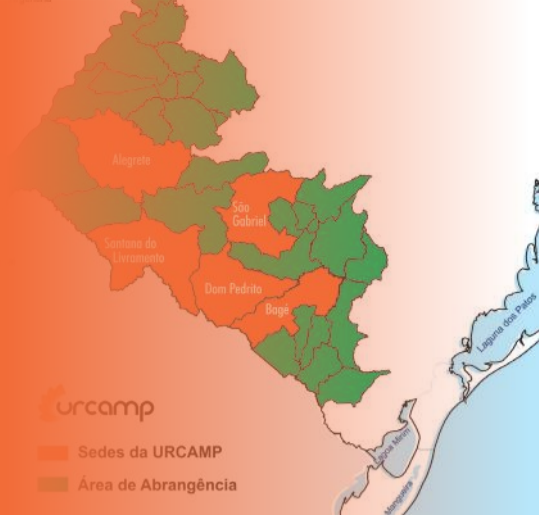 Alegrete
São
Gabriel
Santana do
Livramento
Dom Pedrito
Bagé
Laguna dos Patos
urcamp
Lagoa Mirim
Sedes da URCAMP
Mangueira
Área de Abrangência